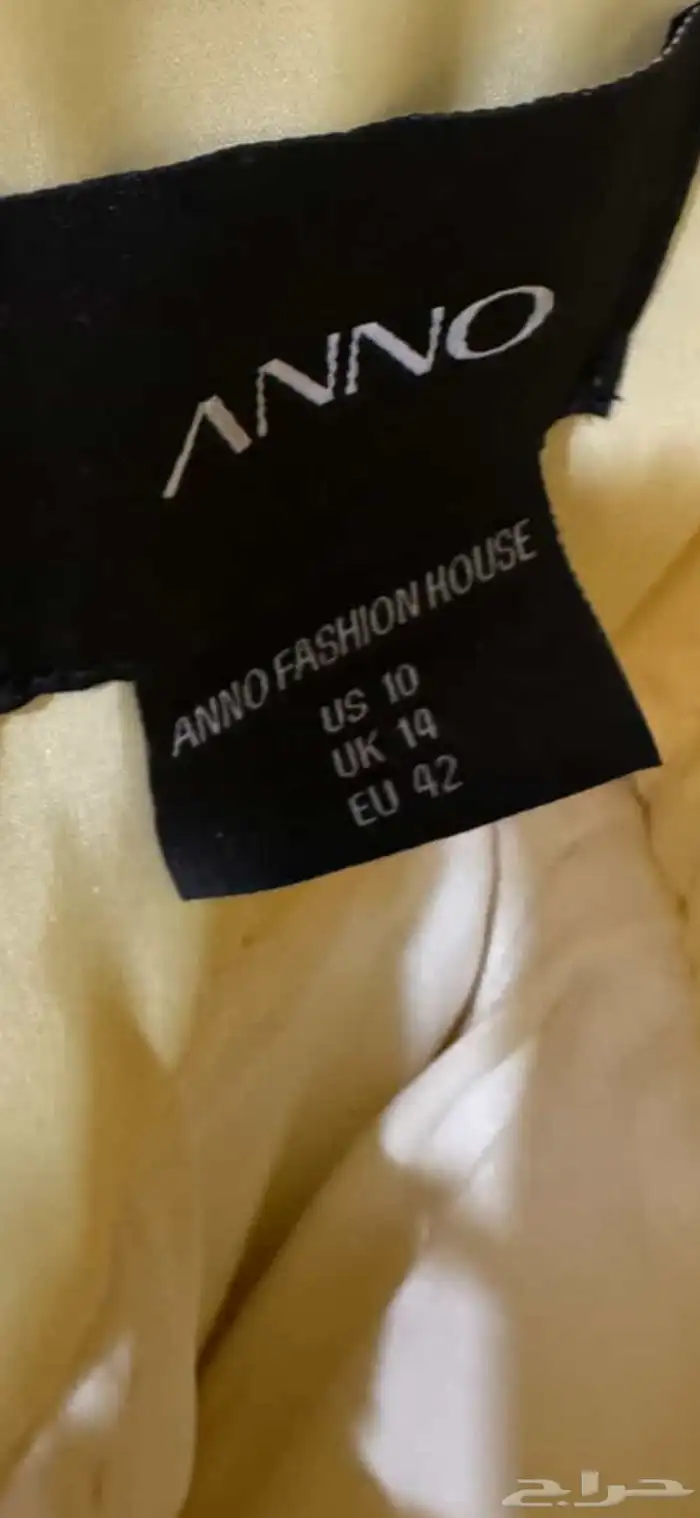 ANNO
ANNO FASHION HOUSE
US 10
UK 14
EU 42
حراج